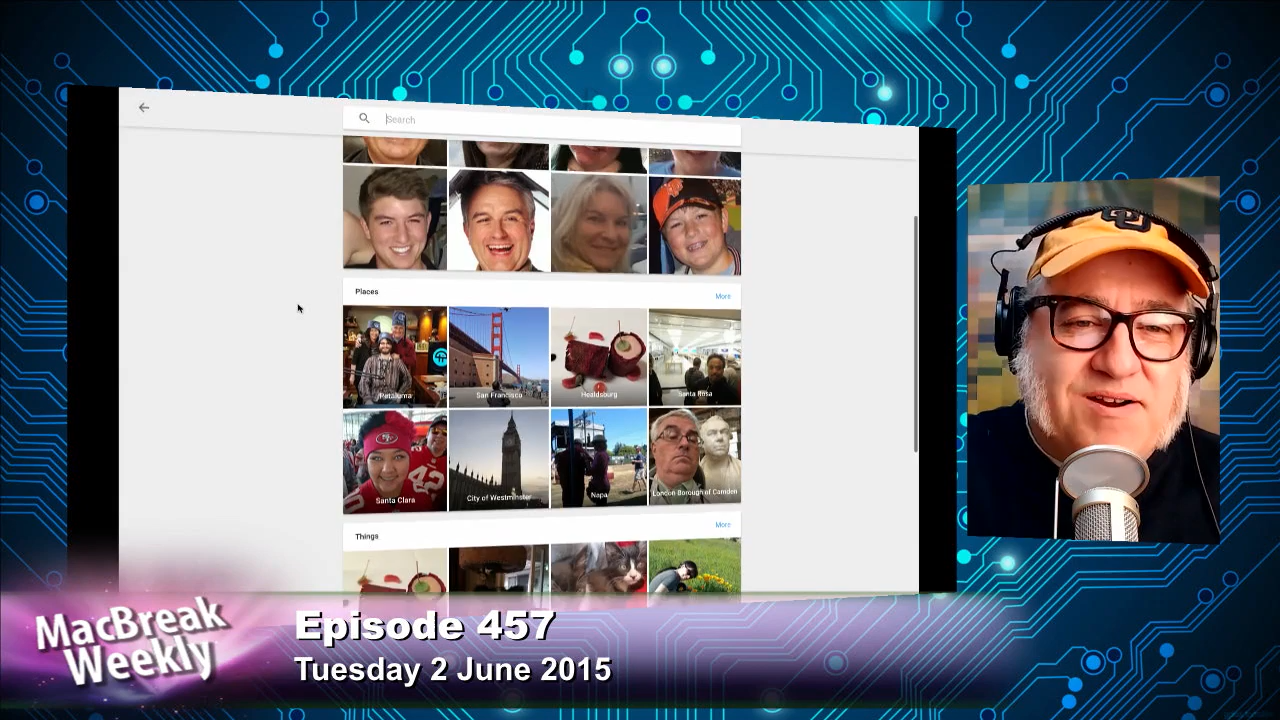 Search
Places
More
Petaluma
San Francisco
Healdsburg
Santa Rosa
Santa Clara
City of Westminster
Napa
London Borough of Camden
Things
More
MacBreak
Weekly
Episode 457
Tuesday 2 June 2015